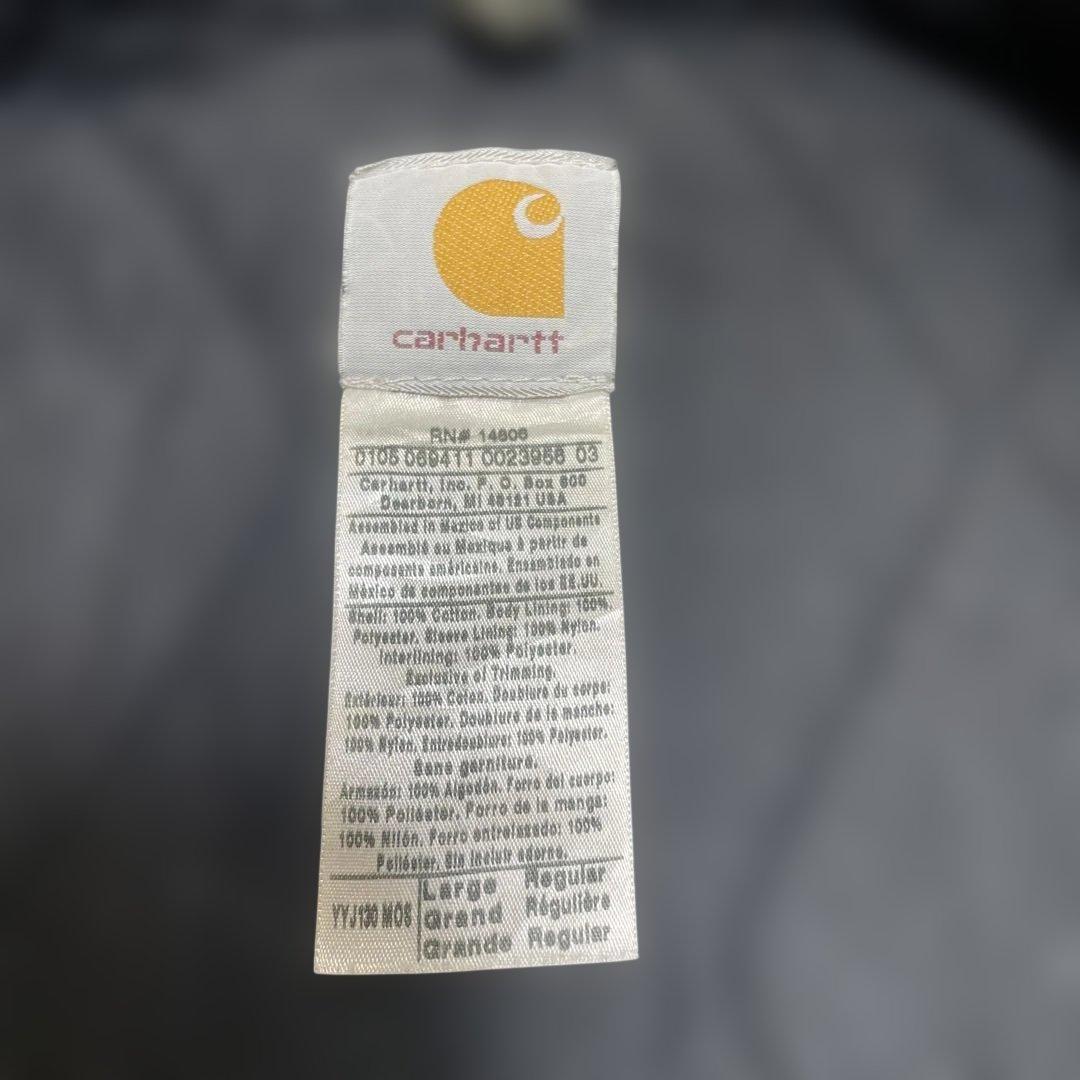 carhartt
RN# 14806
0105 069411 0023956 03
Carhartt, Inc. P. O. Box 600
Dearborn, MI 48121 USA
Assembled in Mexico of US Components
Assemblé au Mexique à partir de
composants américains. Ensamblado en
México de componentes de los EE.UU
Shell: 100% Cotton. Body Lining: 100%
Polyester. Sleeve Lining: 100% Nylon.
Interlining: 100% Polyester.
Exclusive of Trimming.
Extérieur: 100% Coton. Doublure du corps:
100% Polyester. Doublure de la manche:
100% Nylon. Entredoublure: 100% Polyester.
Sans garniture.
Armazón: 100% Algodón. Forro del cuerpo:
100% Poliéster. Forro de la manga:
100% Nilón. Forro entrelazado: 100%
Poliéster. Sin incluir adorno.
YYJ130 MOS Large Regular
Grand Régulière
Grande Regular